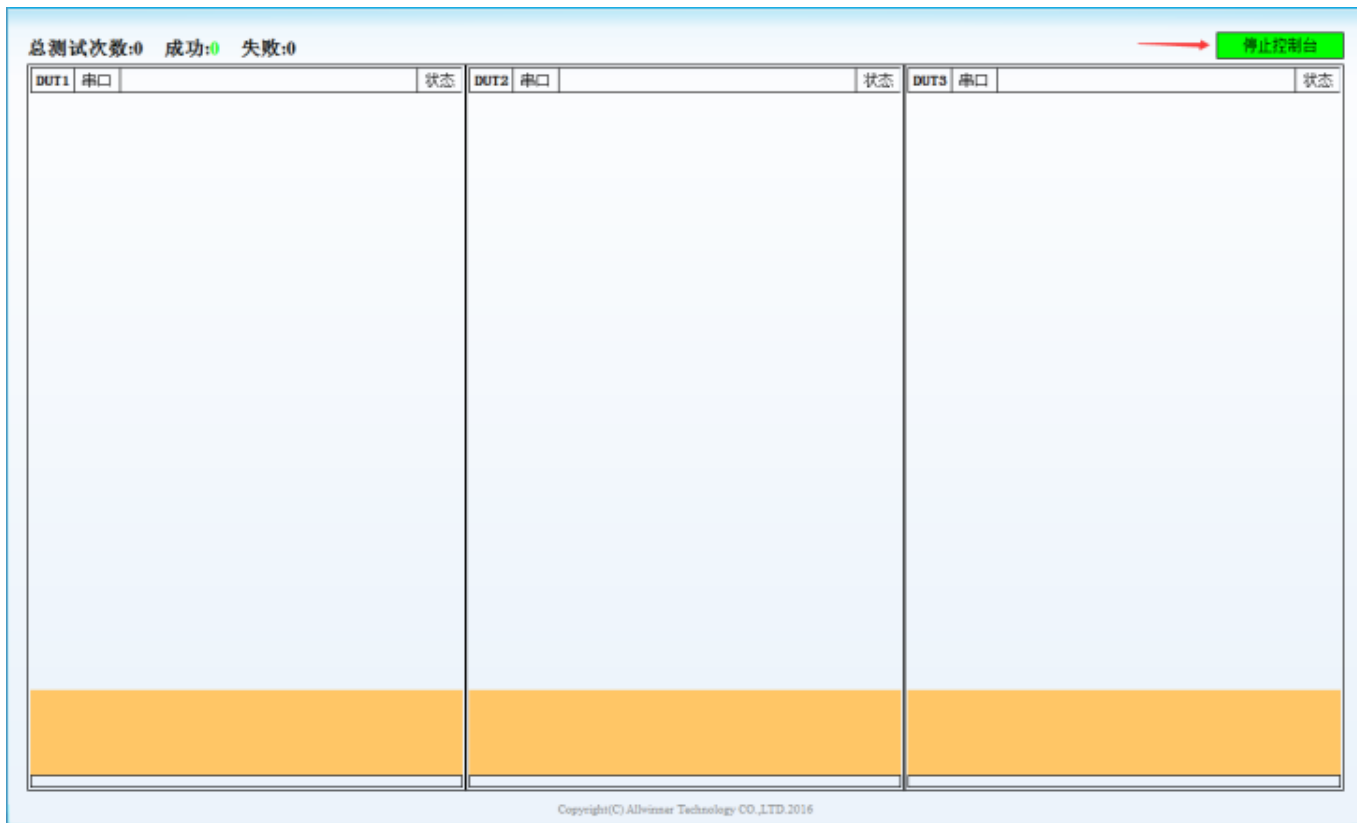 总测试次数:0 成功:0 失败:0 停止控制台
DUT1 串口 状态 DUT2 串口 状态 DUT3 串口 状态
Copyright(C) Allwinner Technology CO.,LTD.2016